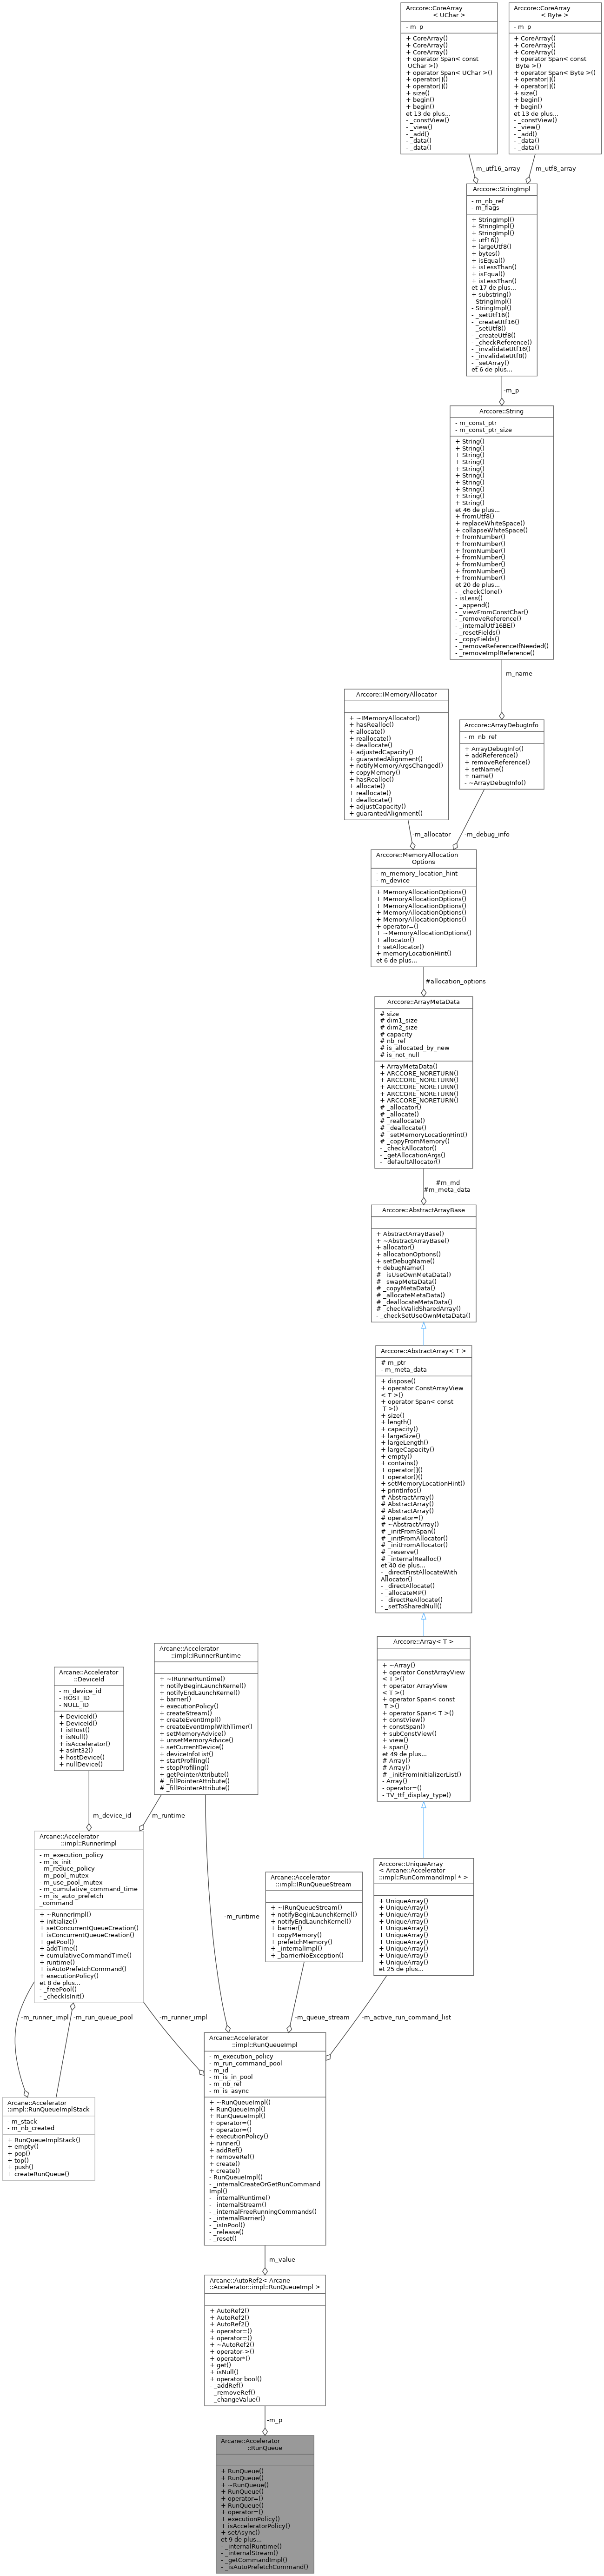 Arccore::CoreArray
< UChar >
- m_p
+ CoreArray()
+ CoreArray()
+ CoreArray()
+ operator Span< const
UChar >()
+ operator Span< UChar >()
+ operator[]()
+ operator[]()
+ size()
+ begin()
+ begin()
et 13 de plus...
- _constView()
- _view()
- _add()
- _data()
- _data()
Arccore::CoreArray
< Byte >
- m_p
+ CoreArray()
+ CoreArray()
+ CoreArray()
+ operator Span< const
Byte >()
+ operator Span< Byte >()
+ operator[]()
+ operator[]()
+ size()
+ begin()
+ begin()
et 13 de plus...
- _constView()
- _view()
- _add()
- _data()
- _data()
-m_utf16_array
-m_utf8_array
Arccore::StringImpl
- m_nb_ref
- m_flags
+ StringImpl()
+ StringImpl()
+ StringImpl()
+ utf16()
+ largeUtf8()
+ bytes()
+ isEqual()
+ isLessThan()
+ isEqual()
+ isLessThan()
et 17 de plus...
+ substring()
- StringImpl()
- StringImpl()
- _setUtf16()
- _createUtf16()
- _setUtf8()
- _createUtf8()
- _checkReference()
- _invalidateUtf16()
- _invalidateUtf8()
- _setArray()
et 6 de plus...
-m_p
Arccore::String
- m_const_ptr
- m_const_ptr_size
+ String()
+ String()
+ String()
+ String()
+ String()
+ String()
+ String()
+ String()
+ String()
+ String()
et 46 de plus...
+ fromUtf8()
+ replaceWhiteSpace()
+ collapseWhiteSpace()
+ fromNumber()
+ fromNumber()
+ fromNumber()
+ fromNumber()
+ fromNumber()
+ fromNumber()
+ fromNumber()
et 20 de plus...
- _checkClone()
- isLess()
- _append()
- _viewFromConstChar()
- _removeReference()
- _internalUtf16BE()
- _resetFields()
- _copyFields()
- _removeReferenceIfNeeded()
- _removeImplReference()
-m_name
Arccore::IMemoryAllocator
+ ~IMemoryAllocator()
+ hasRealloc()
+ allocate()
+ reallocate()
+ deallocate()
+ adjustedCapacity()
+ guarantedAlignment()
+ notifyMemoryArgsChanged()
+ copyMemory()
+ hasRealloc()
+ allocate()
+ reallocate()
+ deallocate()
+ adjustCapacity()
+ guarantedAlignment()
Arccore::ArrayDebugInfo
- m_nb_ref
+ ArrayDebugInfo()
+ addReference()
+ removeReference()
+ setName()
+ name()
- ~ArrayDebugInfo()
-m_allocator
-m_debug_info
Arccore::MemoryAllocation
Options
- m_memory_location_hint
- m_device
+ MemoryAllocationOptions()
+ MemoryAllocationOptions()
+ MemoryAllocationOptions()
+ MemoryAllocationOptions()
+ MemoryAllocationOptions()
+ operator=()
+ ~MemoryAllocationOptions()
+ allocator()
+ setAllocator()
+ memoryLocationHint()
et 6 de plus...
#allocation_options
Arccore::ArrayMetaData
# size
# dim1_size
# dim2_size
# capacity
# nb_ref
# is_allocated_by_new
# is_not_null
+ ArrayMetaData()
+ ARCCORE_NORETURN()
+ ARCCORE_NORETURN()
+ ARCCORE_NORETURN()
+ ARCCORE_NORETURN()
+ ARCCORE_NORETURN()
# _allocator()
# _allocate()
# _reallocate()
# _deallocate()
# _setMemoryLocationHint()
# _copyFromMemory()
- _checkAllocator()
- _getAllocationArgs()
- _defaultAllocator()
#m_md
#m_meta_data
Arccore::AbstractArrayBase
+ AbstractArrayBase()
+ ~AbstractArrayBase()
+ allocator()
+ allocationOptions()
+ setDebugName()
+ debugName()
# _isUseOwnMetaData()
# _swapMetaData()
# _copyMetaData()
# _allocateMetaData()
# _deallocateMetaData()
# _checkValidSharedArray()
- _checkSetUseOwnMetaData()
Arccore::AbstractArray< T >
# m_ptr
- m_meta_data
+ dispose()
+ operator ConstArrayView
< T >()
+ operator Span< const
T >()
+ size()
+ length()
+ capacity()
+ largeSize()
+ largeLength()
+ largeCapacity()
+ empty()
+ contains()
+ operator[]()
+ operator()()
+ setMemoryLocationHint()
+ printInfos()
# AbstractArray()
# AbstractArray()
# AbstractArray()
# operator=()
# ~AbstractArray()
# _initFromSpan()
# _initFromAllocator()
# _initFromAllocator()
# _reserve()
# _internalRealloc()
et 40 de plus...
- _directFirstAllocateWith
Allocator()
- _directAllocate()
- _allocateMP()
- _directReAllocate()
- _setToSharedNull()
Arccore::Array< T >
+ ~Array()
+ operator ConstArrayView
< T >()
+ operator ArrayView
< T >()
+ operator Span< const
T >()
+ operator Span< T >()
+ constView()
+ constSpan()
+ subConstView()
+ view()
+ span()
et 49 de plus...
# Array()
# Array()
# _initFromInitializerList()
- Array()
- operator=()
- TV_ttf_display_type()
Arcane::Accelerator
::impl::IRunnerRuntime
+ ~IRunnerRuntime()
+ notifyBeginLaunchKernel()
+ notifyEndLaunchKernel()
+ barrier()
+ executionPolicy()
+ createStream()
+ createEventImpl()
+ createEventImplWithTimer()
+ setMemoryAdvice()
+ unsetMemoryAdvice()
+ setCurrentDevice()
+ deviceInfoList()
+ startProfiling()
+ stopProfiling()
+ getPointerAttribute()
# _fillPointerAttribute()
# _fillPointerAttribute()
Arcane::Accelerator
::DeviceId
- m_device_id
- HOST_ID
- NULL_ID
+ DeviceId()
+ DeviceId()
+ isHost()
+ isNull()
+ isAccelerator()
+ asInt32()
+ hostDevice()
+ nullDevice()
-m_device_id
-m_runtime
Arcane::Accelerator
::impl::RunnerImpl
- m_execution_policy
- m_is_init
- m_reduce_policy
- m_pool_mutex
- m_use_pool_mutex
- m_cumulative_command_time
- m_is_auto_prefetch
_command
+ ~RunnerImpl()
+ initialize()
+ setConcurrentQueueCreation()
+ isConcurrentQueueCreation()
+ getPool()
+ addTime()
+ cumulativeCommandTime()
+ runtime()
+ isAutoPrefetchCommand()
+ executionPolicy()
et 8 de plus...
- _freePool()
- _checkIsInit()
-m_runtime
Arcane::Accelerator
::impl::IRunQueueStream
+ ~IRunQueueStream()
+ notifyBeginLaunchKernel()
+ notifyEndLaunchKernel()
+ barrier()
+ copyMemory()
+ prefetchMemory()
+ _internalImpl()
+ _barrierNoException()
Arccore::UniqueArray
< Arcane::Accelerator
::impl::RunCommandImpl * >
+ UniqueArray()
+ UniqueArray()
+ UniqueArray()
+ UniqueArray()
+ UniqueArray()
+ UniqueArray()
+ UniqueArray()
+ UniqueArray()
+ UniqueArray()
+ UniqueArray()
et 25 de plus...
-m_runner_impl
-m_run_queue_pool
-m_runner_impl
-m_queue_stream
-m_active_run_command_list
Arcane::Accelerator
::impl::RunQueueImplStack
- m_stack
- m_nb_created
+ RunQueueImplStack()
+ empty()
+ pop()
+ top()
+ push()
+ createRunQueue()
Arcane::Accelerator
::impl::RunQueueImpl
- m_execution_policy
- m_run_command_pool
- m_id
- m_is_in_pool
- m_nb_ref
- m_is_async
+ ~RunQueueImpl()
+ RunQueueImpl()
+ RunQueueImpl()
+ operator=()
+ operator=()
+ executionPolicy()
+ runner()
+ addRef()
+ removeRef()
+ create()
+ create()
- RunQueueImpl()
- _internalCreateOrGetRunCommand
Impl()
- _internalRuntime()
- _internalStream()
- _internalFreeRunningCommands()
- _internalBarrier()
- _isInPool()
- _release()
- _reset()
-m_value
Arcane::AutoRef2< Arcane
::Accelerator::impl::RunQueueImpl >
+ AutoRef2()
+ AutoRef2()
+ AutoRef2()
+ operator=()
+ operator=()
+ ~AutoRef2()
+ operator->()
+ operator*()
+ get()
+ isNull()
+ operator bool()
- _addRef()
- _removeRef()
- _changeValue()
-m_p
Arcane::Accelerator
::RunQueue
+ RunQueue()
+ RunQueue()
+ ~RunQueue()
+ RunQueue()
+ operator=()
+ RunQueue()
+ operator=()
+ executionPolicy()
+ isAcceleratorPolicy()
+ setAsync()
et 9 de plus...
- _internalRuntime()
- _internalStream()
- _getCommandImpl()
- _isAutoPrefetchCommand()